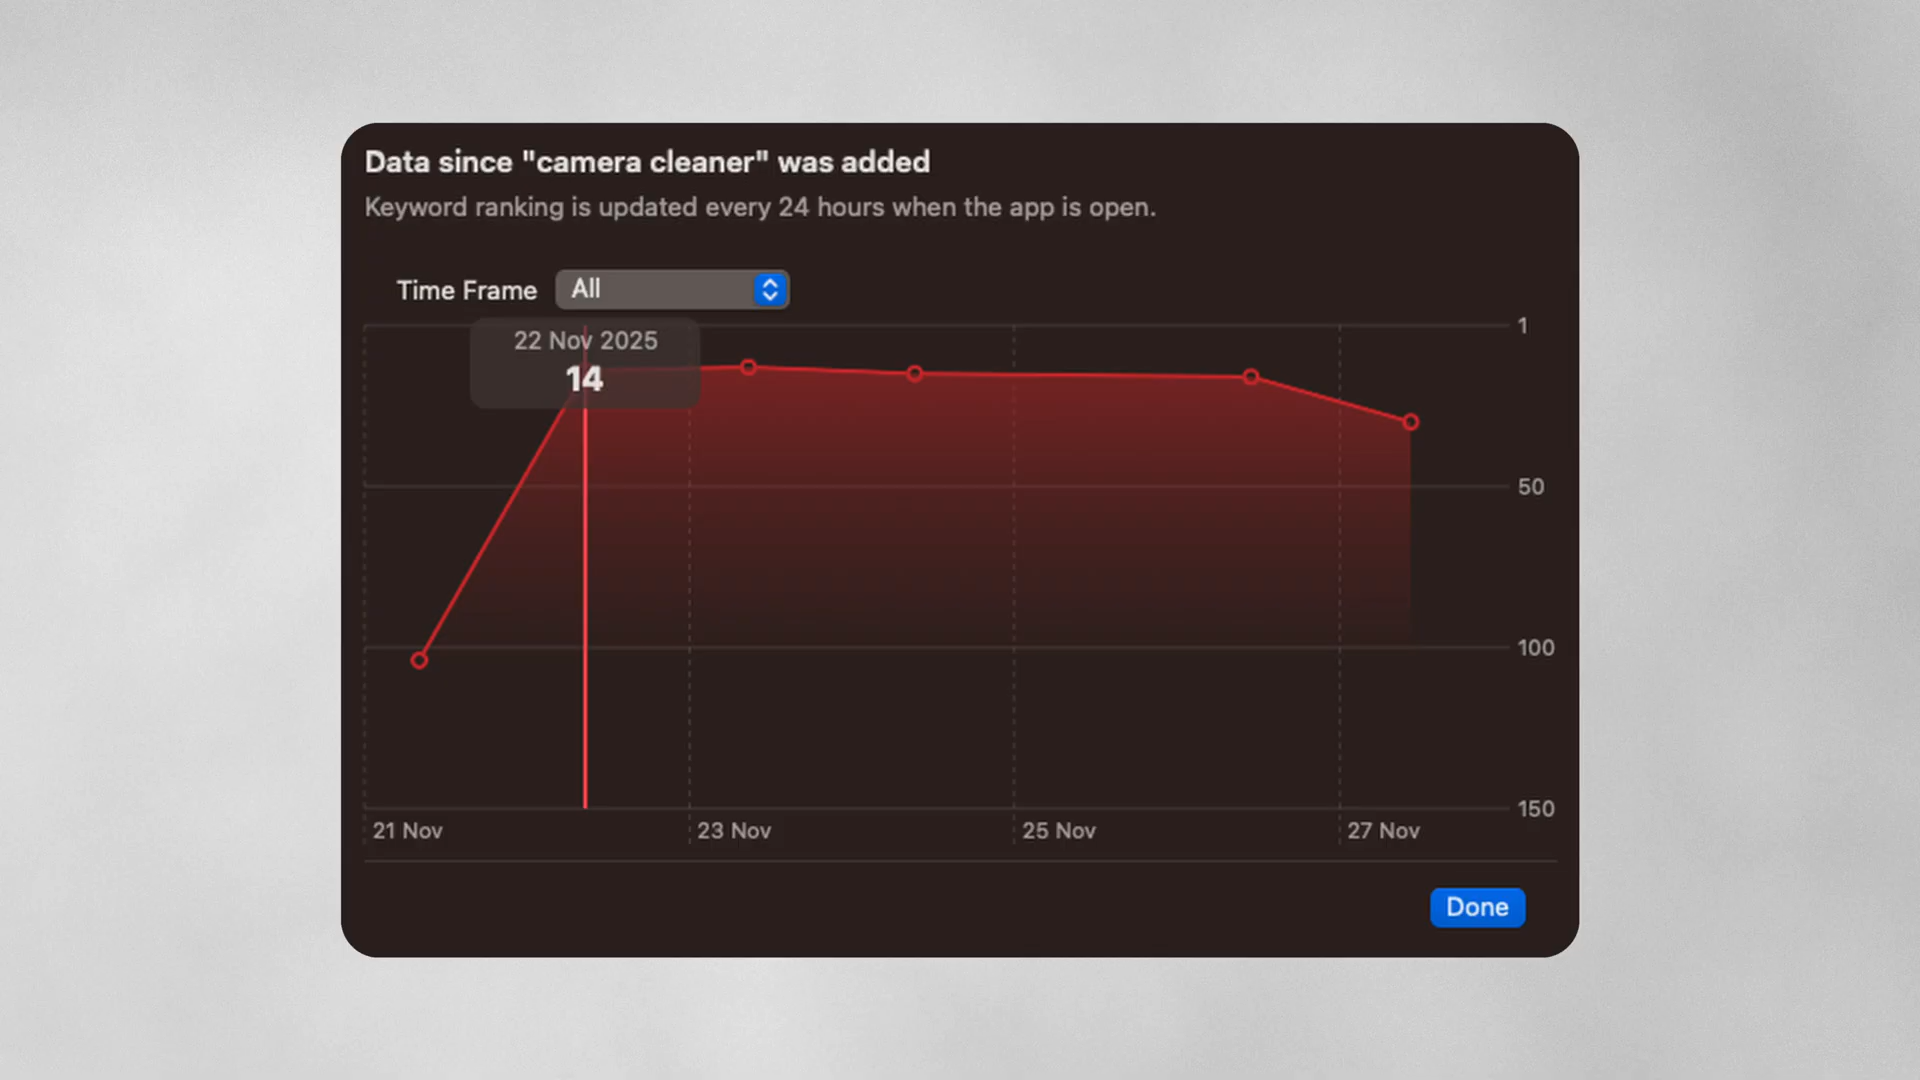 Data since "camera cleaner" was added
Keyword ranking is updated every 24 hours when the app is open.
Time Frame All
22 Nov 2025
14
1
50
100
150
21 Nov 23 Nov 25 Nov 27 Nov
Done